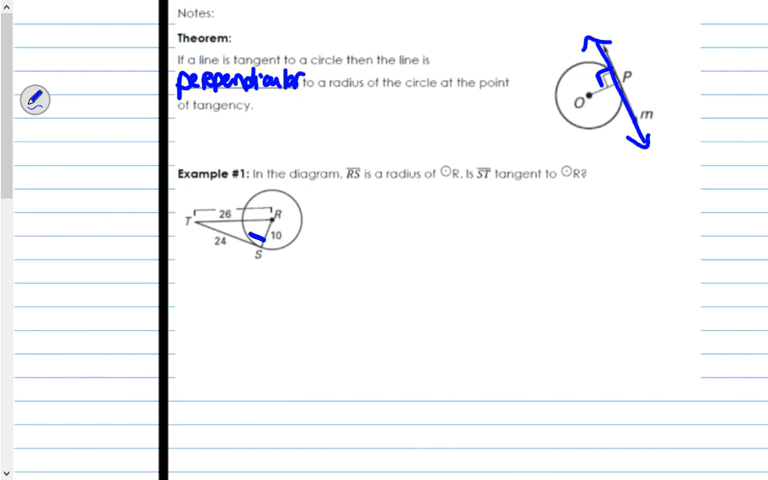 Notes:
Theorem:
If a line is tangent to a circle then the line is
perpendicular to a radius of the circle at the point
of tangency.
O
P
m
Example #1: In the diagram, RS is a radius of ⊙R. Is ST tangent to ⊙R?
T 26 R
24 10
S